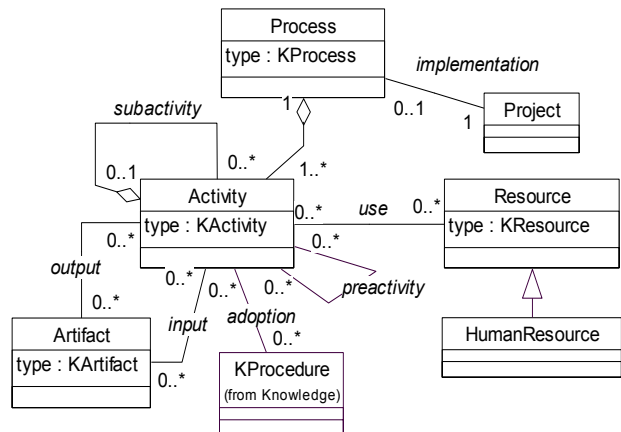 Process
type : KProcess
implementation
1
0..1
Project
1
subactivity
0..1
0..*
1..*
Activity
type : KActivity
0..*
use
0..*
Resource
type : KResource
0..*
0..*
output
0..*
0..*
0..*
preactivity
0..*
input
adoption
HumanResource
Artifact
type : KArtifact
0..*
0..*
KProcedure
(from Knowledge)